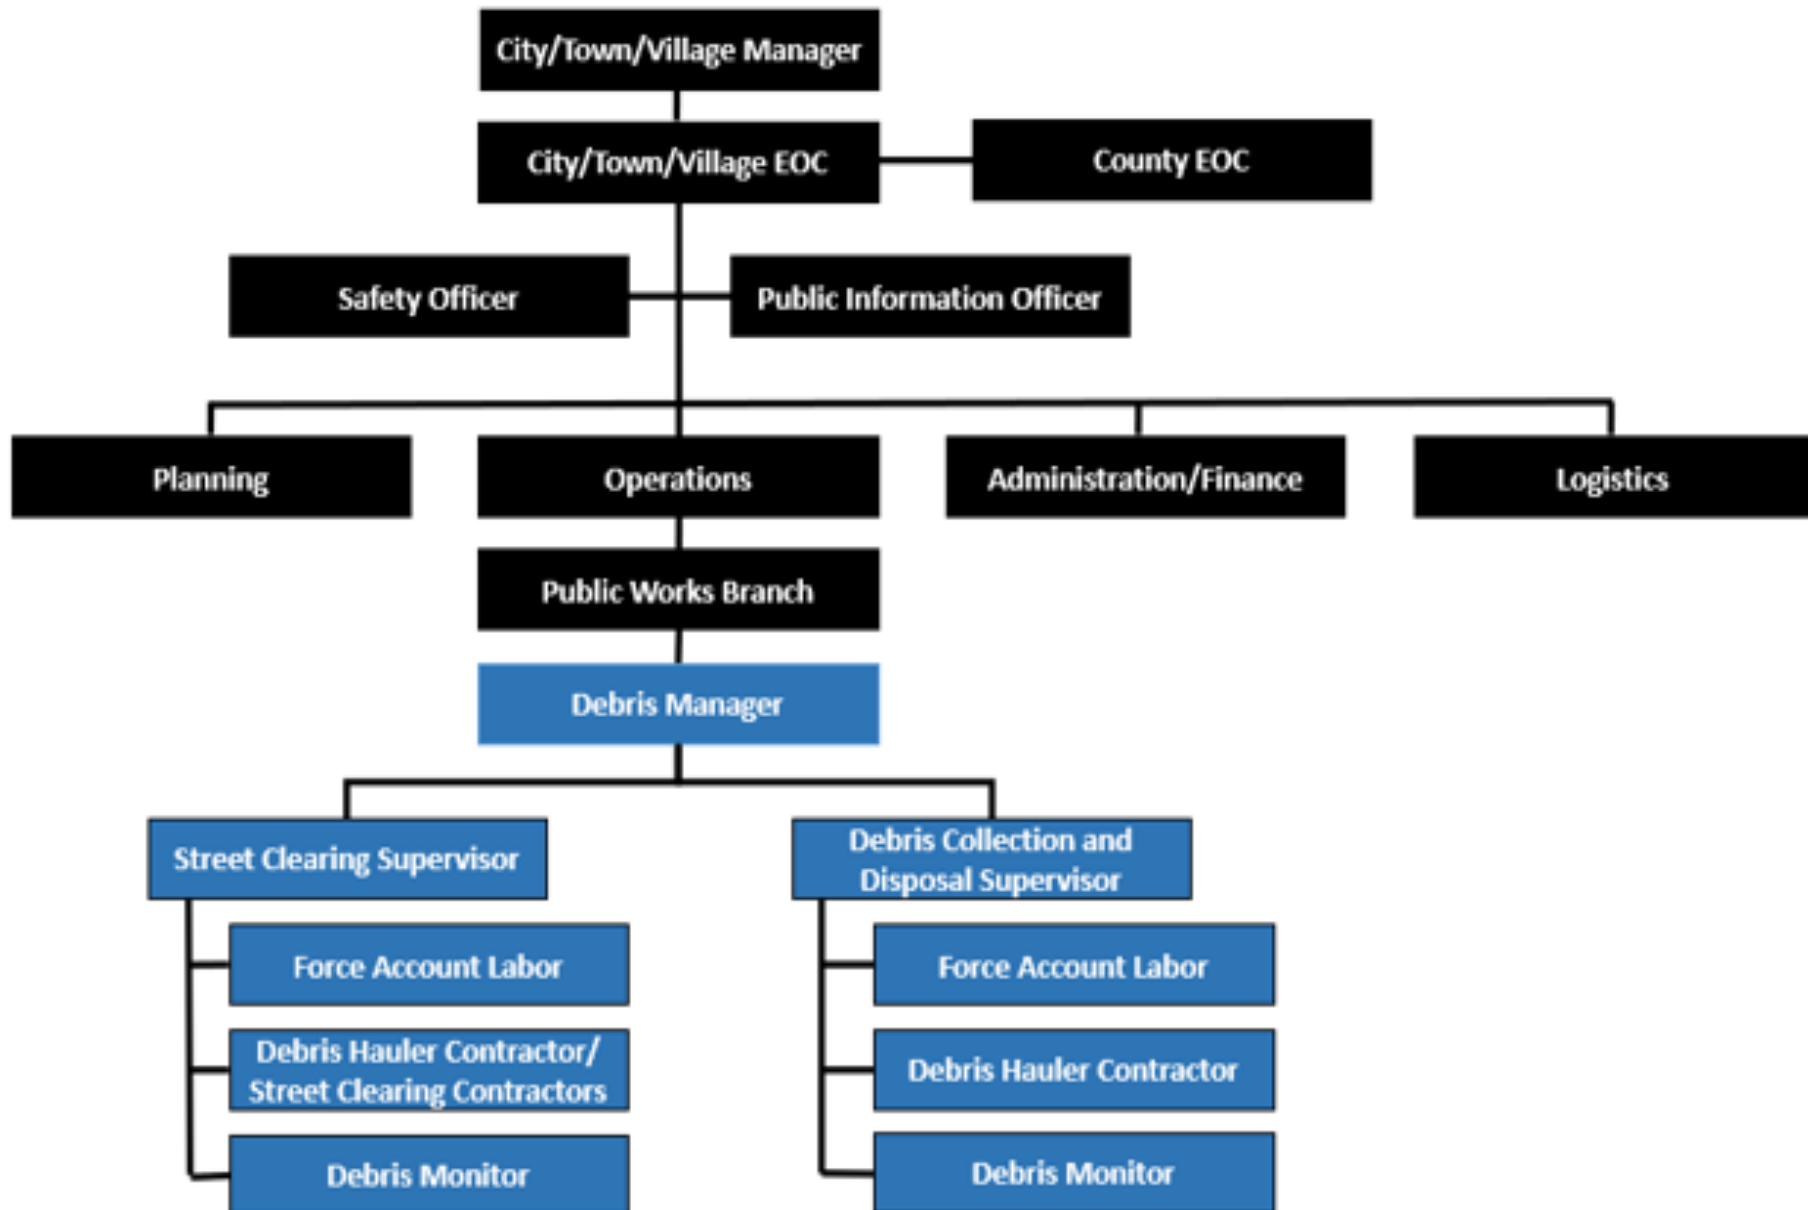 City/Town/Village Manager
City/Town/Village EOC
County EOC
Safety Officer
Public Information Officer
Planning
Operations
Administration/Finance
Logistics
Public Works Branch
Debris Manager
Street Clearing Supervisor
Debris Collection and
Disposal Supervisor
Force Account Labor
Force Account Labor
Debris Hauler Contractor/
Street Clearing Contractors
Debris Hauler Contractor
Debris Monitor
Debris Monitor